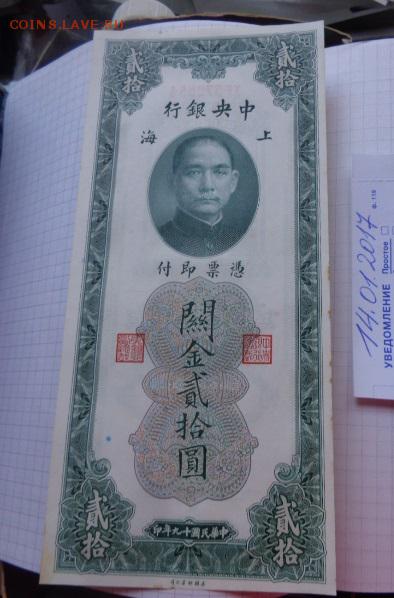 COINS.LAVE.RU
貳拾
貳拾
中央銀行
上海
憑票即付
關金貳拾圓
貳拾
貳拾
中華民國十九年印
ф. 119
14.01.2017
УВЕДОМЛЕНИЕ Простое